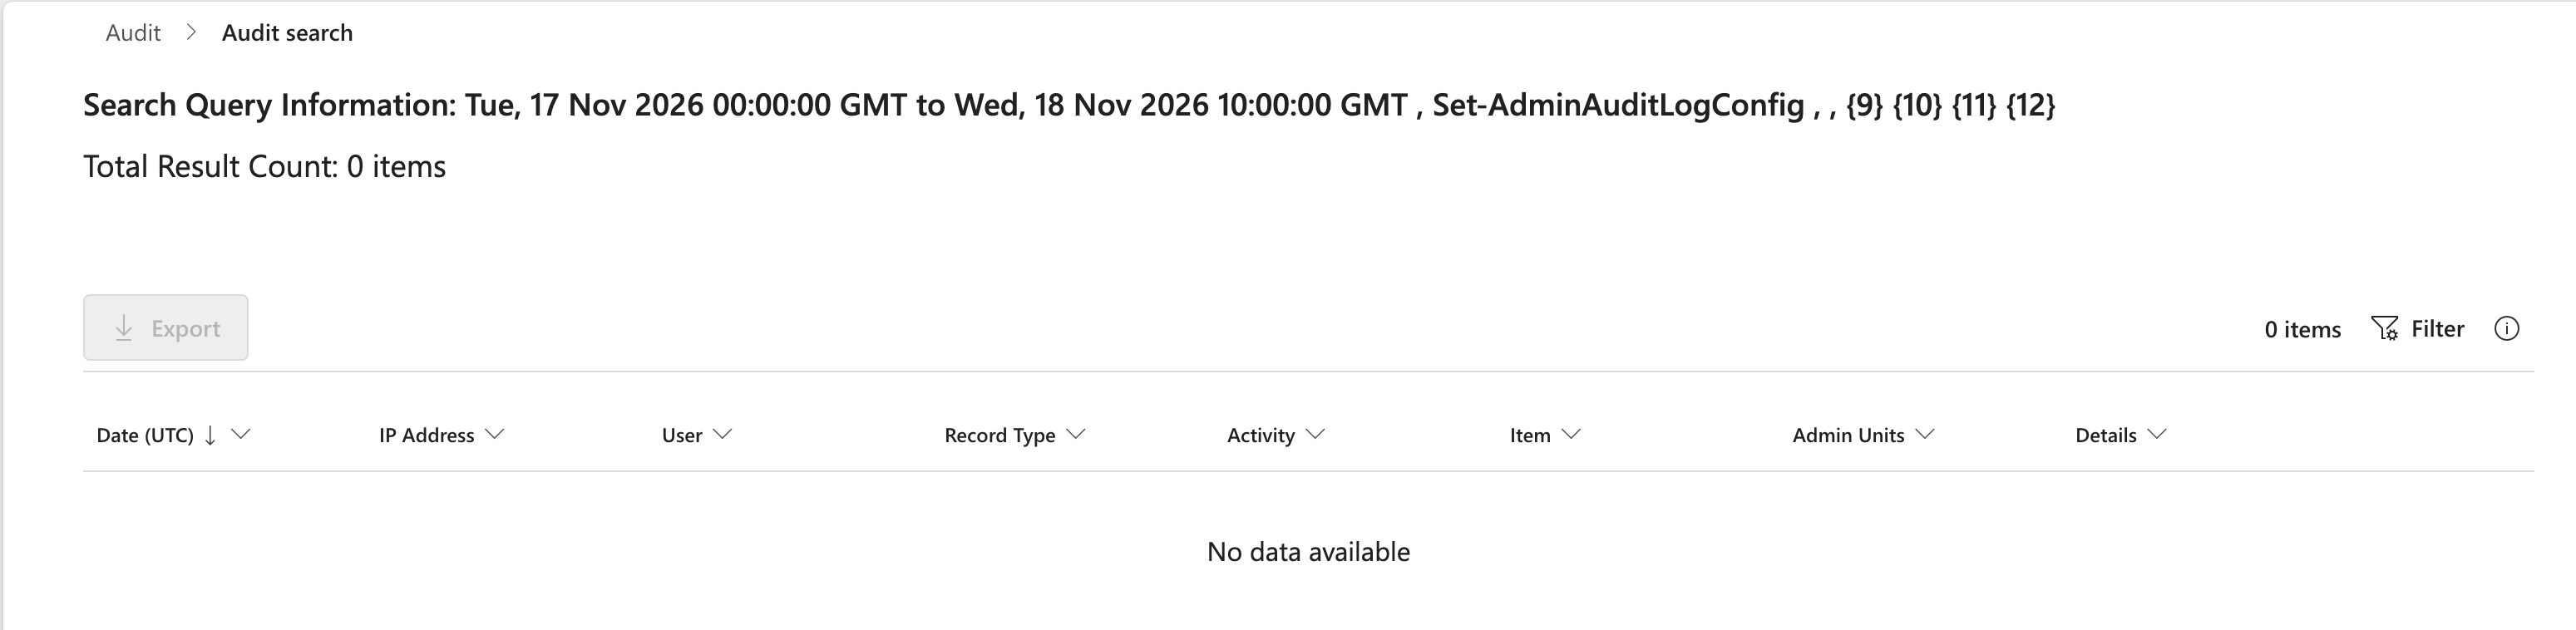 Audit > Audit search
Search Query Information: Tue, 17 Nov 2026 00:00:00 GMT to Wed, 18 Nov 2026 10:00:00 GMT , Set-AdminAuditLogConfig , , {9} {10} {11} {12}
Total Result Count: 0 items
Export 0 items Filter
Date (UTC) IP Address User Record Type Activity Item Admin Units Details
No data available